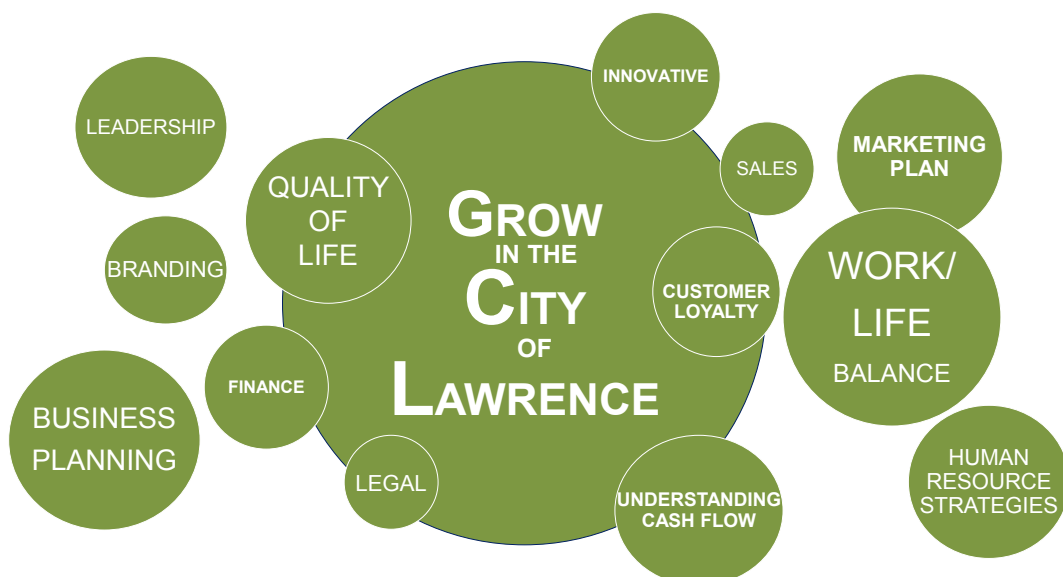 INNOVATIVE
LEADERSHIP
SALES
MARKETING
PLAN
QUALITY
OF
LIFE
GROW
IN THE
CITY
OF
LAWRENCE
BRANDING
CUSTOMER
LOYALTY
WORK/
LIFE
BALANCE
FINANCE
BUSINESS
PLANNING
LEGAL
UNDERSTANDING
CASH FLOW
HUMAN
RESOURCE
STRATEGIES